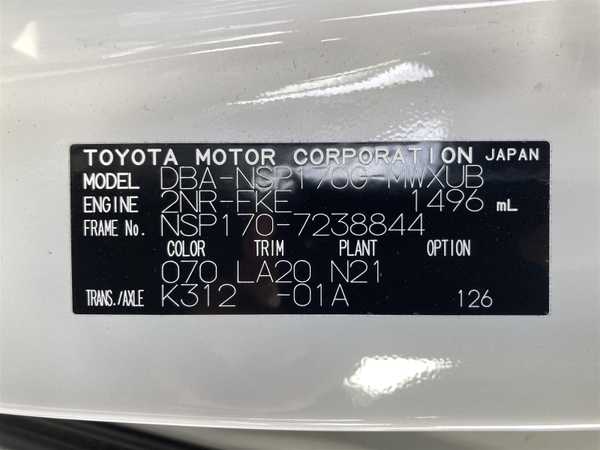 TOYOTA MOTOR CORPORATION JAPAN
MODEL DBA-NSP170G-MWXUB
ENGINE 2NR-FKE 1496 mL
FRAME No. NSP170-7238844
COLOR TRIM PLANT OPTION
070 LA20 N21
TRANS./AXLE K312 -01A 126